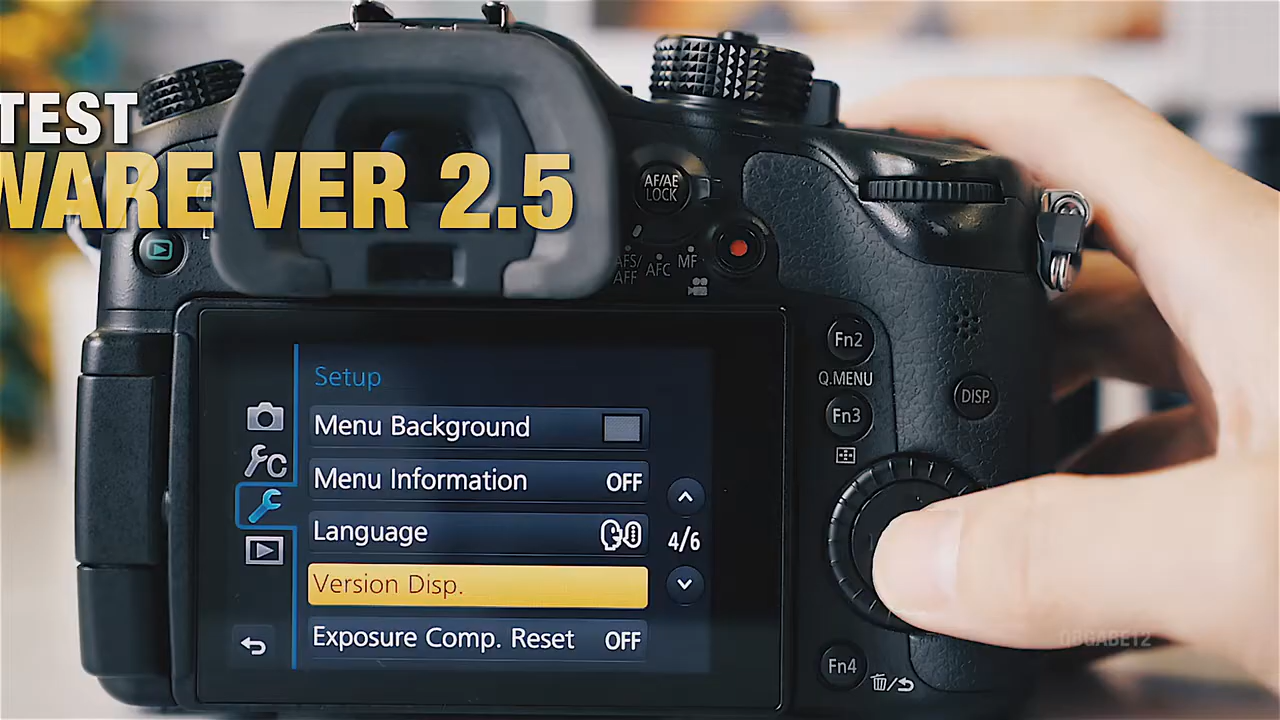 TEST
WARE VER 2.5
AF/AE
LOCK
AFS/
AFF
AFC
MF
Fn2
Q.MENU
Fn3
DISP.
Fn4
Setup
Menu Background
Menu Information OFF
Language
4/6
Version Disp.
Exposure Comp. Reset OFF